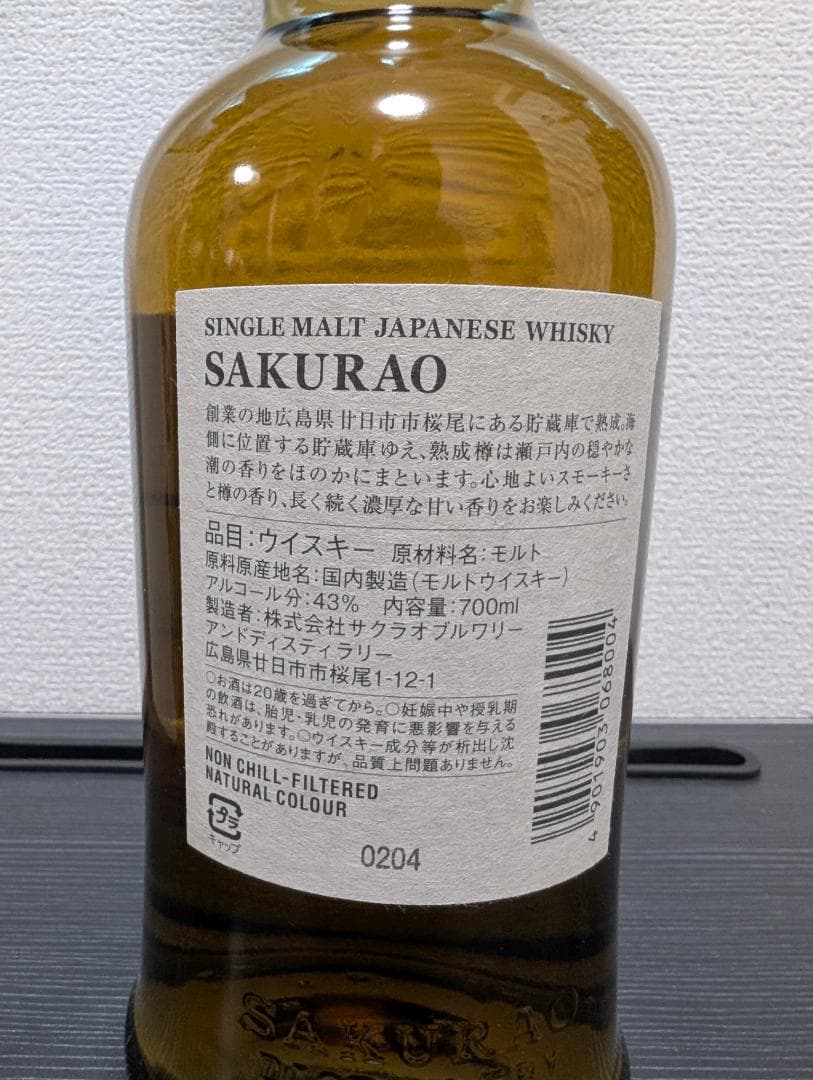 SINGLE MALT JAPANESE WHISKY
SAKURAO
創業の地広島県廿日市市桜尾にある貯蔵庫で熟成。海
側に位置する貯蔵庫ゆえ、熟成樽は瀬戸内の穏やかな
潮の香りをほのかにまといます。心地よいスモーキーさ
と樽の香り、長く続く濃厚な甘い香りをお楽しみください。
品目:ウイスキー 原材料名:モルト
原料原産地名:国内製造(モルトウイスキー)
アルコール分:43% 内容量:700ml
製造者:株式会社サクラオブルワリー
アンドディスティラリー
広島県廿日市市桜尾1-12-1
○お酒は20歳を過ぎてから。○妊娠中や授乳期
の飲酒は、胎児・乳児の発育に悪影響を与える
恐れがあります。○ウイスキー成分等が析出し沈
殿することがありますが、品質上問題ありません。
NON CHILL-FILTERED
NATURAL COLOUR
プラ
キャップ
0204
4 901903 068004
SAKURAO